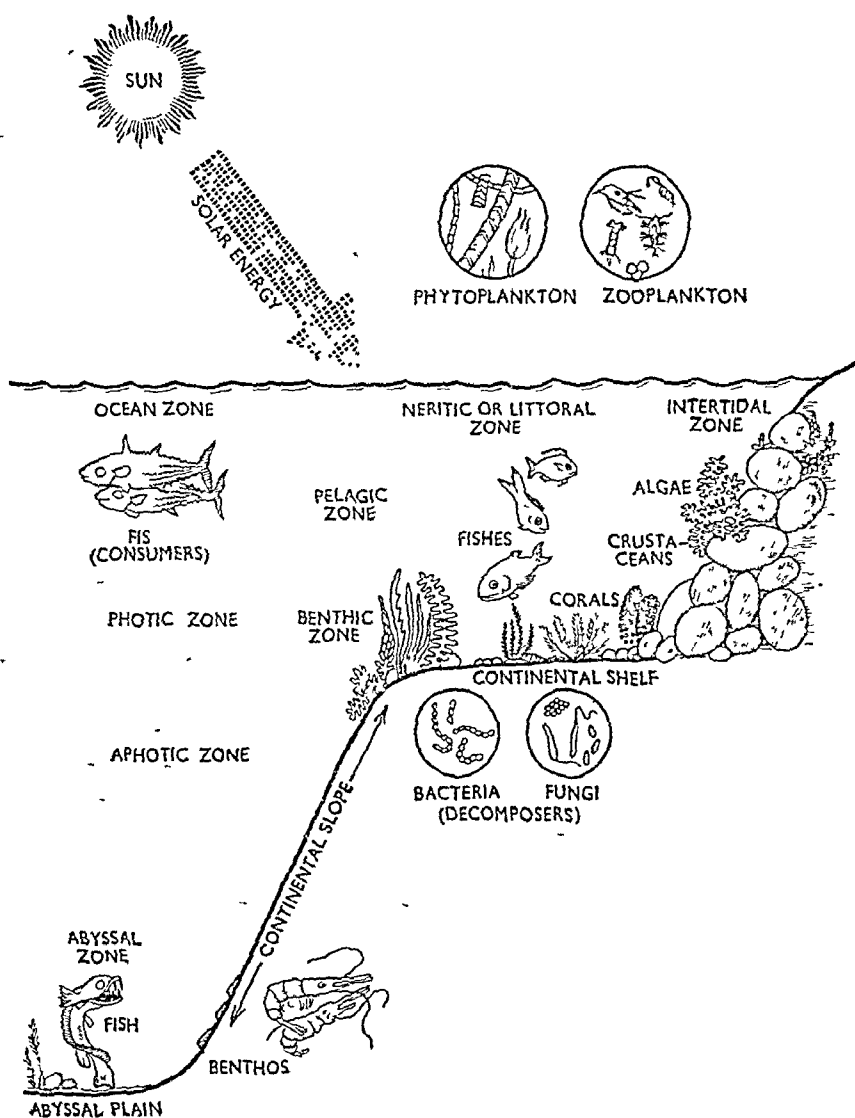 SUN
SOLAR ENERGY
PHYTOPLANKTON
ZOOPLANKTON
OCEAN ZONE
NERITIC OR LITTORAL
ZONE
INTERTIDAL
ZONE
FIS
(CONSUMERS)
PELAGIC
ZONE
FISHES
ALGAE
CRUSTA-
CEANS
PHOTIC ZONE
BENTHIC
ZONE
CORALS
CONTINENTAL SHELF
APHOTIC ZONE
BACTERIA
FUNGI
(DECOMPOSERS)
CONTINENTAL SLOPE
ABYSSAL
ZONE
FISH
BENTHOS
ABYSSAL PLAIN